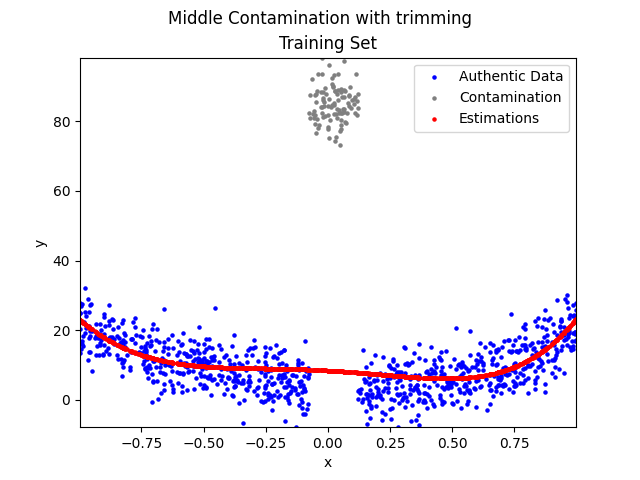 Middle Contamination with trimming
Training Set
Authentic Data
Contamination
Estimations
80
60
40
20
0
y
−0.75
−0.50
−0.25
0.00
0.25
0.50
0.75
x